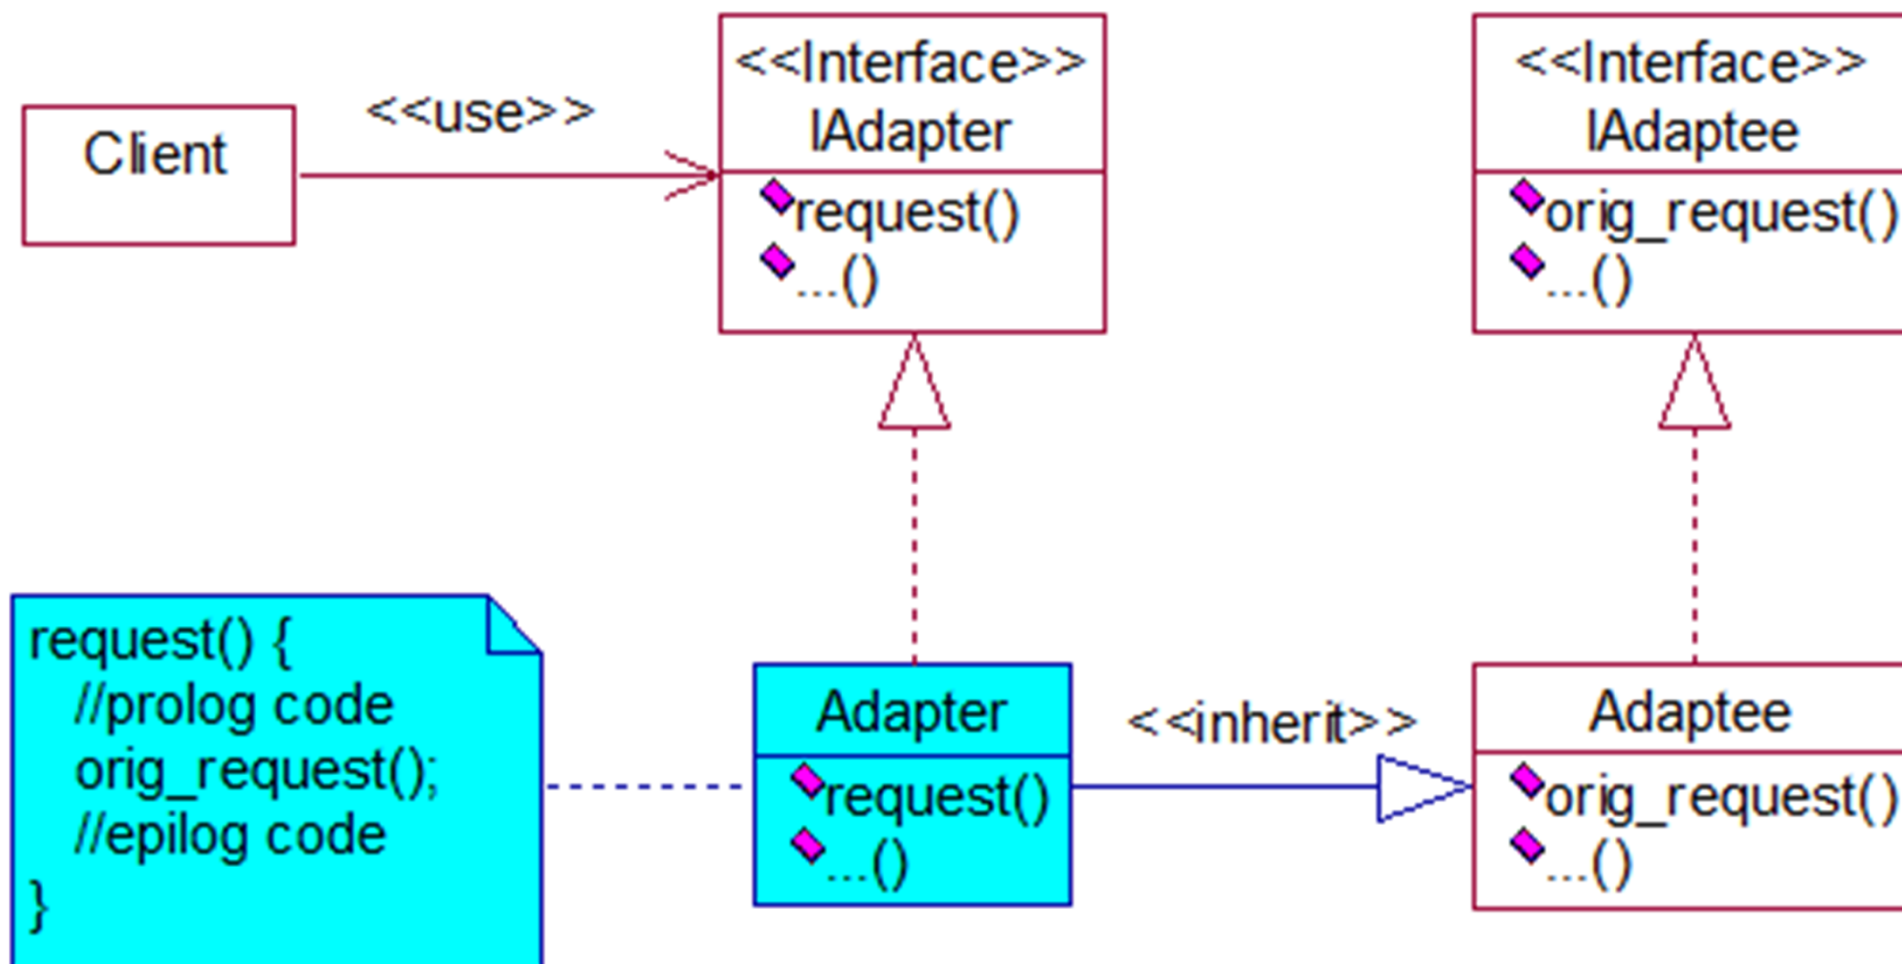 Client
<<use>>
<<Interface>>
IAdapter
request()
...()
<<Interface>>
IAdaptee
orig_request()
...()
request() {
//prolog code
orig_request();
//epilog code
}
Adapter
request()
...()
<<inherit>>
Adaptee
orig_request()
...()